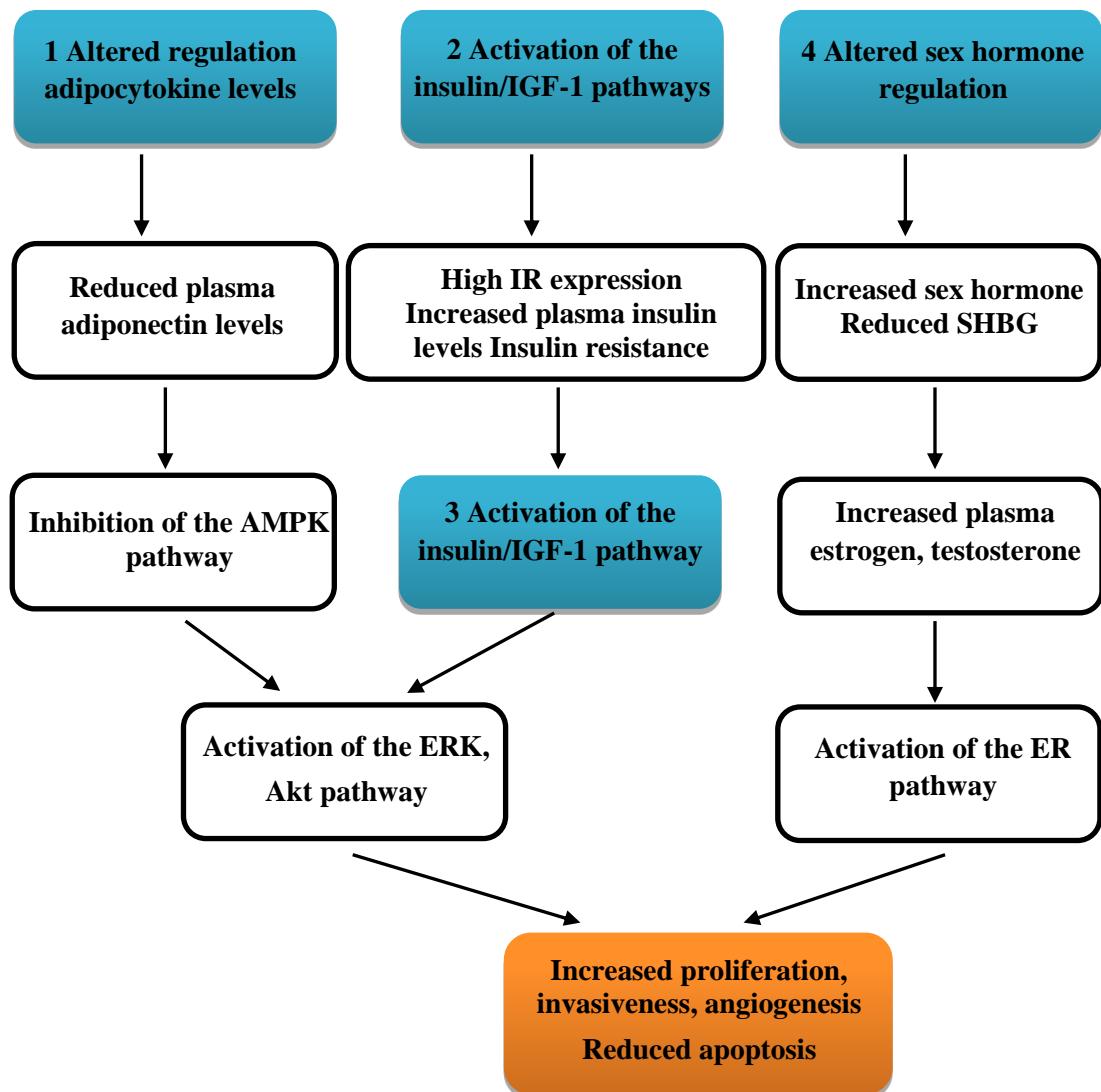 1 Altered regulation
adipocytokine levels
2 Activation of the
insulin/IGF-1 pathways
4 Altered sex hormone
regulation
Reduced plasma
adiponectin levels
High IR expression
Increased plasma insulin
levels Insulin resistance
Increased sex hormone
Reduced SHBG
Inhibition of the AMPK
pathway
3 Activation of the
insulin/IGF-1 pathway
Increased plasma
estrogen, testosterone
Activation of the ERK,
Akt pathway
Activation of the ER
pathway
Increased proliferation,
invasiveness, angiogenesis
Reduced apoptosis